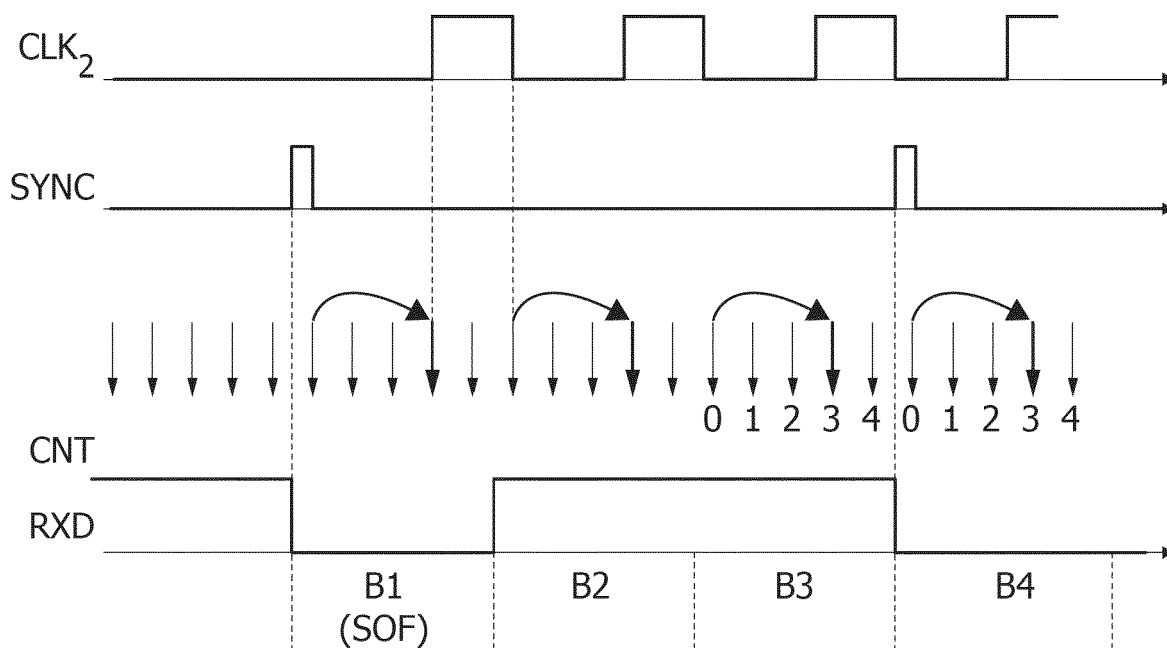 CLK2
SYNC
0 1 2 3 4 0 1 2 3 4
CNT
RXD
B1 B2 B3 B4
(SOF)